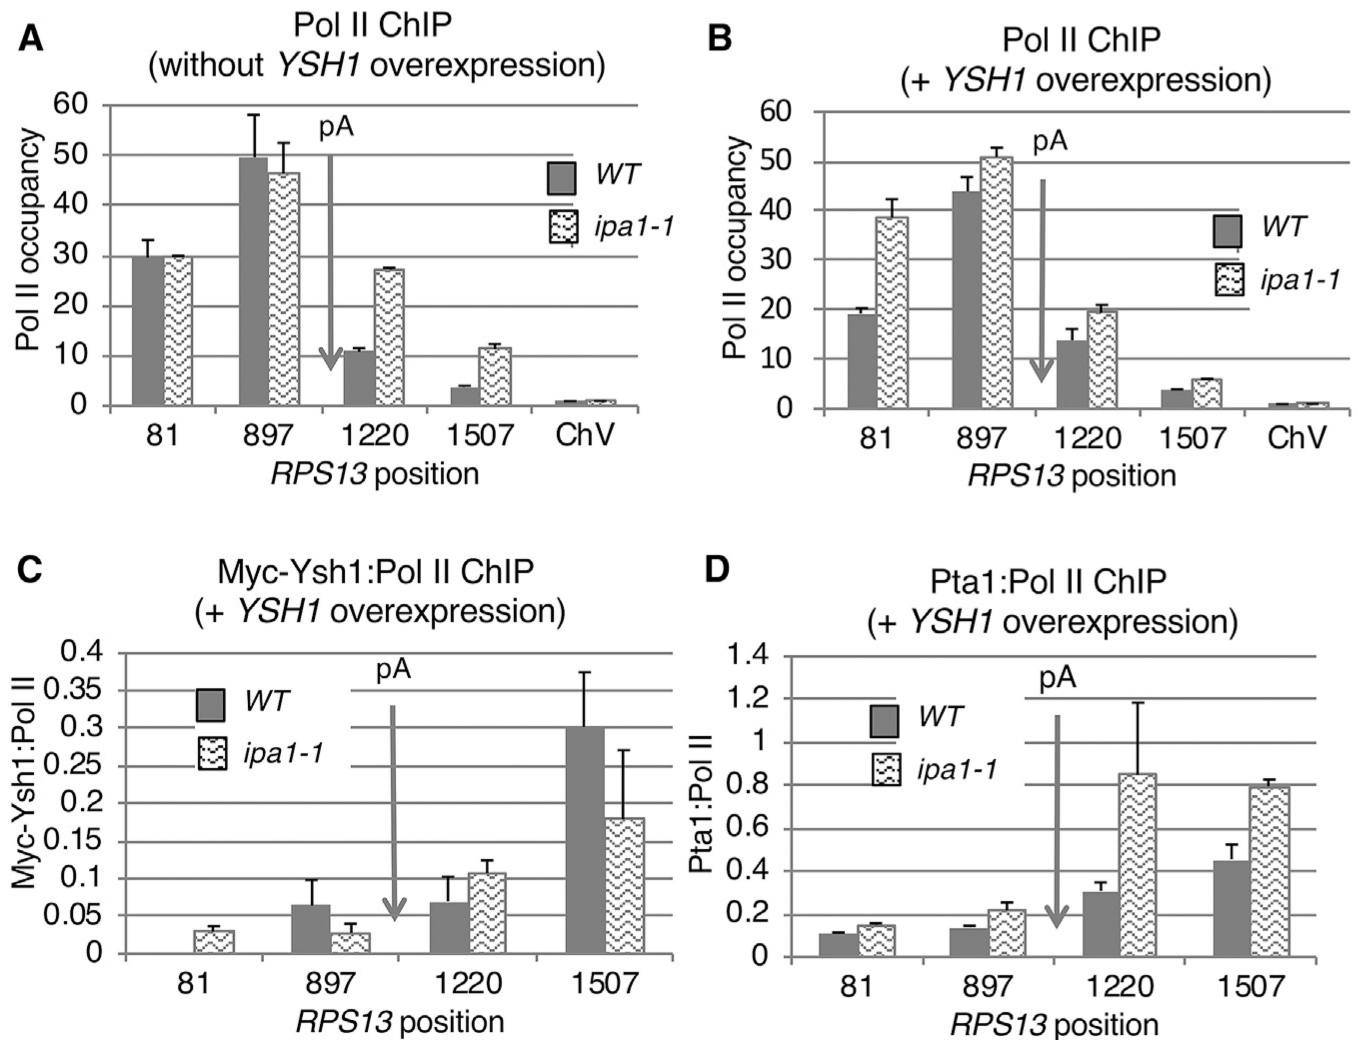 A
Pol II ChIP
(without YSH1 overexpression)
Pol II occupancy
60
50
40
30
20
10
0
pA
WT
ipa1-1
81 897 1220 1507 ChV
RPS13 position
B
Pol II ChIP
(+ YSH1 overexpression)
Pol II occupancy
60
50
40
30
20
10
0
pA
WT
ipa1-1
81 897 1220 1507 ChV
RPS13 position
C
Myc-Ysh1:Pol II ChIP
(+ YSH1 overexpression)
Myc-Ysh1:Pol II
0.4
0.35
0.3
0.25
0.2
0.15
0.1
0.05
0
pA
WT
ipa1-1
81 897 1220 1507
RPS13 position
D
Pta1:Pol II ChIP
(+ YSH1 overexpression)
Pta1:Pol II
1.4
1.2
1
0.8
0.6
0.4
0.2
0
pA
WT
ipa1-1
81 897 1220 1507
RPS13 position